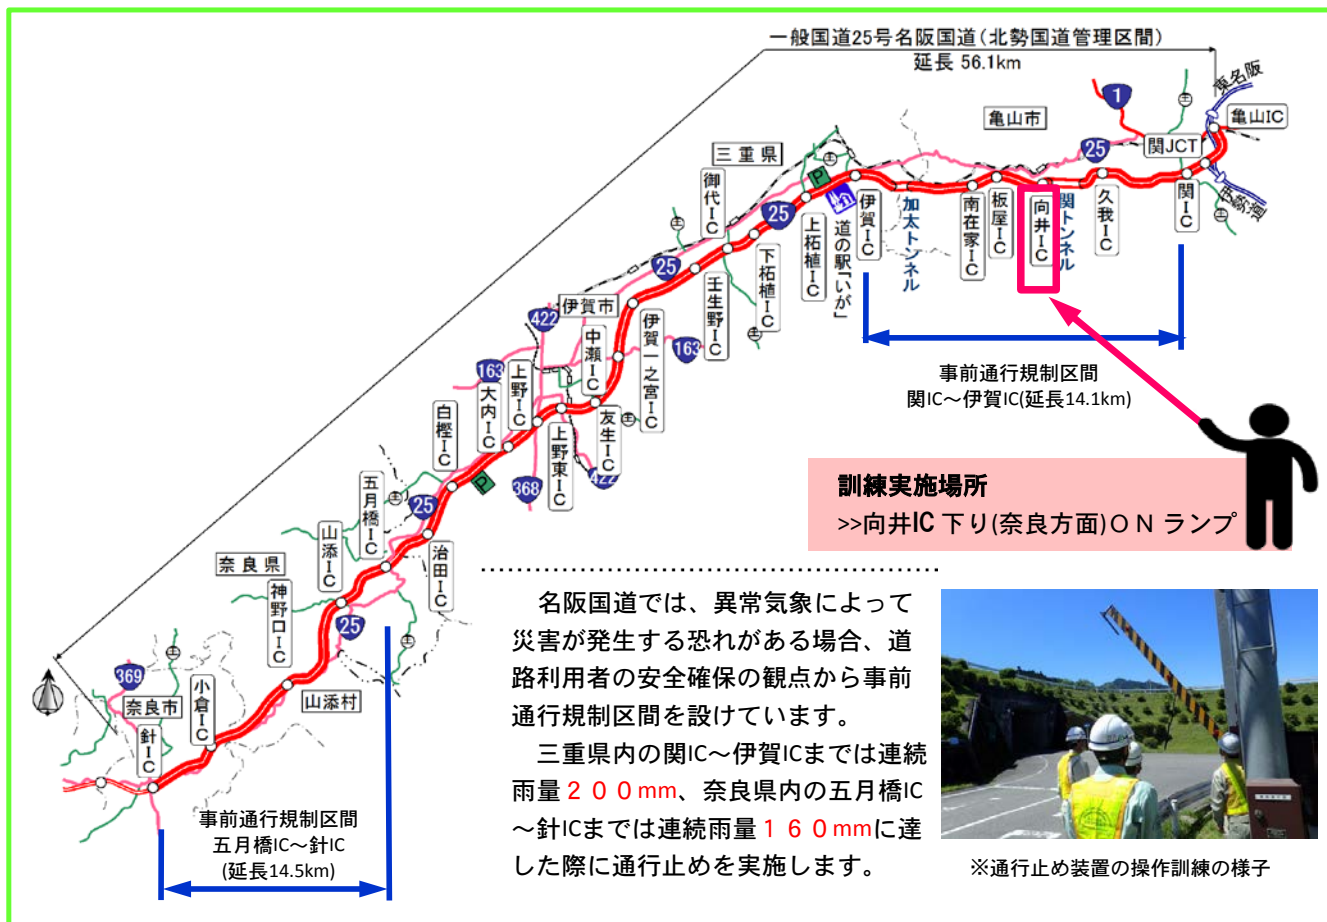 一般国道25号名阪国道(北勢国道管理区間)
延長 56.1km
東名阪
亀山IC
1
亀山市
関JCT
25
三重県
御代IC
P
伊勢道
25
伊賀IC
加太トンネル
南在家IC
板屋IC
向井IC
関トンネル
久我IC
関IC
道の駅「いが」
上柘植IC
下柘植IC
壬生野IC
25
伊賀市
422
中瀬IC
伊賀一之宮IC
163
163
上野IC
大内IC
白樫IC
友生IC
上野東IC
422
368
P
五月橋IC
25
山添IC
治田IC
奈良県
神野口IC
25
山添村
369
奈良市
小倉IC
針IC
事前通行規制区間
関IC~伊賀IC(延長14.1km)
訓練実施場所
>>向井IC 下り(奈良方面)ON ランプ
事前通行規制区間
五月橋IC~針IC
(延長14.5km)
名阪国道では、異常気象によって
災害が発生する恐れがある場合、道
路利用者の安全確保の観点から事前
通行規制区間を設けています。
三重県内の関IC~伊賀ICまでは連続
雨量200mm、奈良県内の五月橋IC
~針ICまでは連続雨量160mmに達
した際に通行止めを実施します。
※通行止め装置の操作訓練の様子